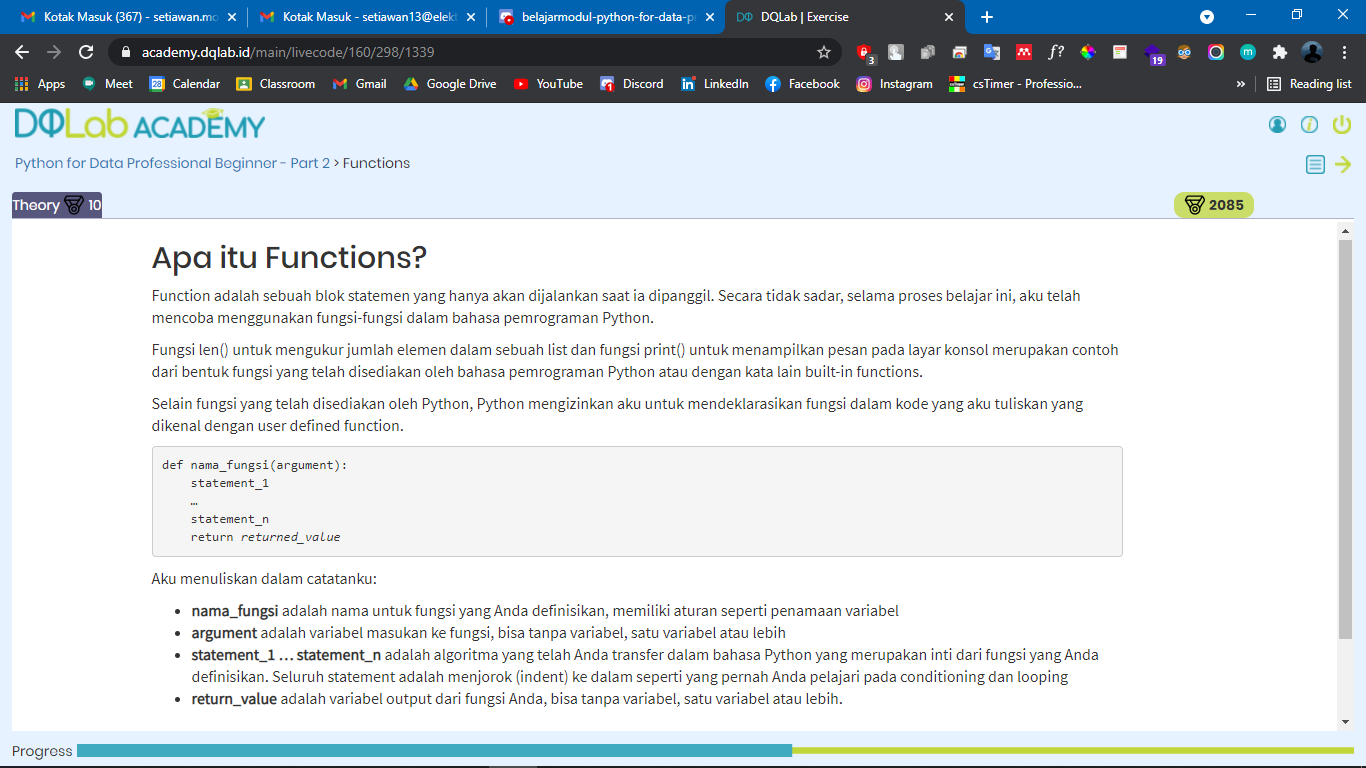 Kotak Masuk (367) - setiawan.mo
Kotak Masuk - setiawan13@elekt
belajarmodul-python-for-data-p
DQLab | Exercise
academy.dqlab.id/main/livecode/160/298/1339
3
f?
19
m
Apps
Meet
28
Calendar
Classroom
Gmail
Google Drive
YouTube
Discord
LinkedIn
Facebook
Instagram
csTimer - Professio...
»
Reading list
DQLab ACADEMY
Python for Data Professional Beginner - Part 2 > Functions
Theory 10
2085
Apa itu Functions?
Function adalah sebuah blok statemen yang hanya akan dijalankan saat ia dipanggil. Secara tidak sadar, selama proses belajar ini, aku telah
mencoba menggunakan fungsi-fungsi dalam bahasa pemrograman Python.
Fungsi len() untuk mengukur jumlah elemen dalam sebuah list dan fungsi print() untuk menampilkan pesan pada layar konsol merupakan contoh
dari bentuk fungsi yang telah disediakan oleh bahasa pemrograman Python atau dengan kata lain built-in functions.
Selain fungsi yang telah disediakan oleh Python, Python mengizinkan aku untuk mendeklarasikan fungsi dalam kode yang aku tuliskan yang
dikenal dengan user defined function.
def nama_fungsi(argument):
    statement_1
    …
    statement_n
    return returned_value
Aku menuliskan dalam catatanku:
• nama_fungsi adalah nama untuk fungsi yang Anda definisikan, memiliki aturan seperti penamaan variabel
• argument adalah variabel masukan ke fungsi, bisa tanpa variabel, satu variabel atau lebih
• statement_1 … statement_n adalah algoritma yang telah Anda transfer dalam bahasa Python yang merupakan inti dari fungsi yang Anda
definisikan. Seluruh statement adalah menjorok (indent) ke dalam seperti yang pernah Anda pelajari pada conditioning dan looping
• return_value adalah variabel output dari fungsi Anda, bisa tanpa variabel, satu variabel atau lebih.
Progress